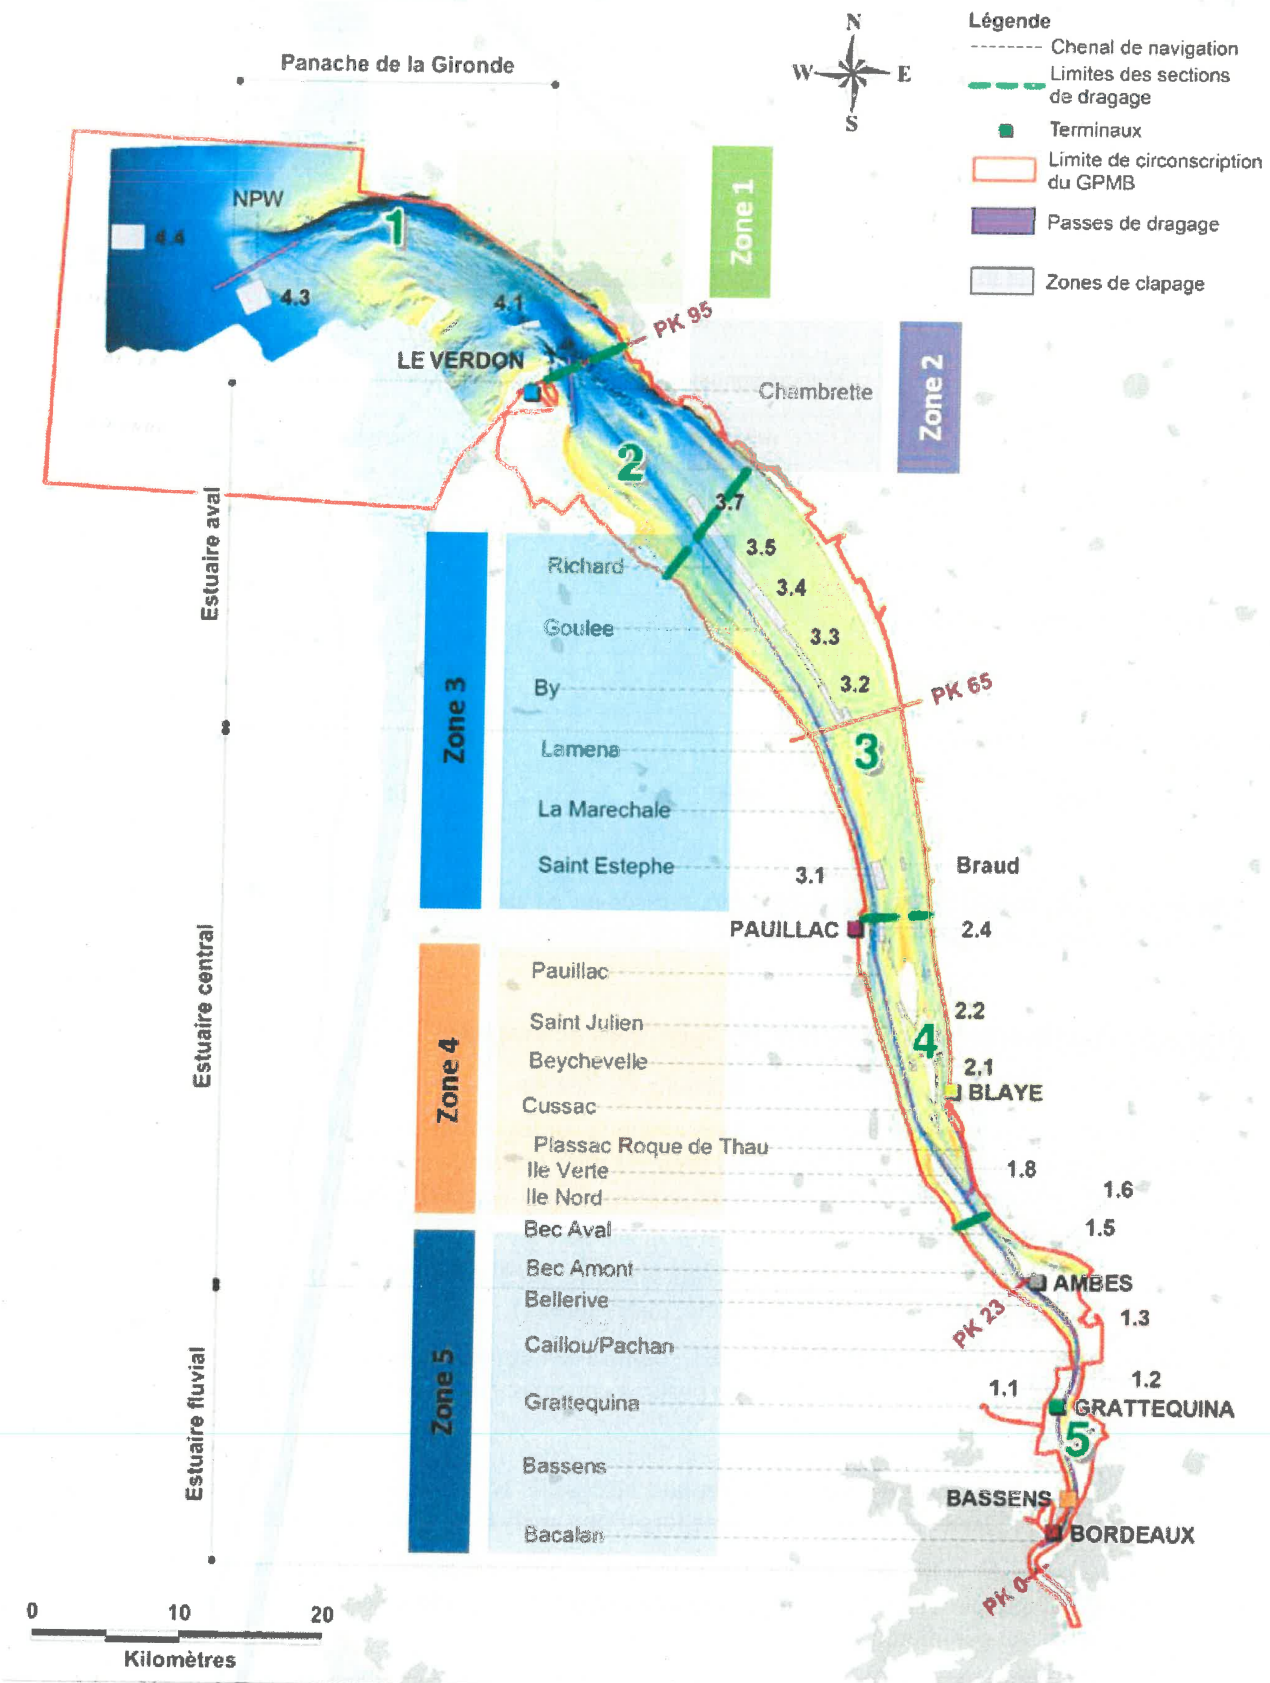 Panache de la Gironde
N
W
E
S
Légende
Chenal de navigation
Limites des sections
de dragage
Terminaux
Limite de circonscription
du GPMB
Passes de dragage
Zones de clapage
NPW
1
4.4
4.3
4.1
Zone 1
PK 95
LE VERDON
Chambrette
Zone 2
2
Estuaire aval
3.7
3.5
3.4
3.3
3.2
PK 65
3
Zone 3
Richard
Goulee
By
Lamena
La Marechale
Saint Estephe
3.1
Braud
PAUILLAC
2.4
Estuaire central
Zone 4
Pauillac
Saint Julien
Beychevelle
Cussac
Plassac Roque de Thau
Ile Verte
Ile Nord
2.2
4
2.1
BLAYE
1.8
1.6
1.5
Bec Aval
Bec Amont
Bellerive
Caillou/Pachan
Grattequina
Bassens
Bacalan
Zone 5
Estuaire fluvial
AMBES
PK 23
1.3
1.2
1.1
GRATTEQUINA
5
BASSENS
BORDEAUX
PK 0
0 10 20
Kilomètres